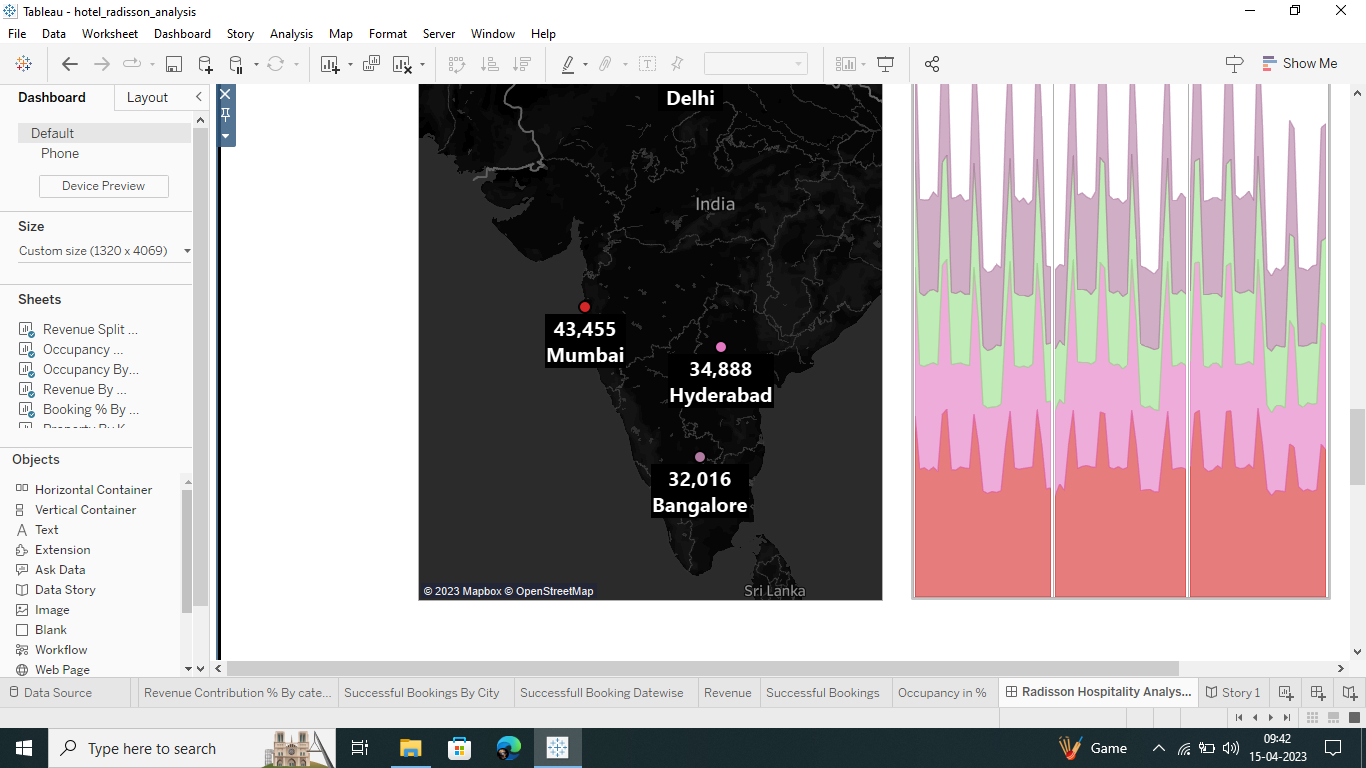 Tableau - hotel_radisson_analysis
File Data Worksheet Dashboard Story Analysis Map Format Server Window Help
Show Me
Dashboard Layout
Default
Phone
Device Preview
Size
Custom size (1320 x 4069)
Sheets
Revenue Split ...
Occupancy ...
Occupancy By...
Revenue By ...
Booking % By ...
Objects
Horizontal Container
Vertical Container
Text
Extension
Ask Data
Data Story
Image
Blank
Workflow
Web Page
Delhi
India
43,455
Mumbai
34,888
Hyderabad
32,016
Bangalore
Sri Lanka
© 2023 Mapbox © OpenStreetMap
Data Source Revenue Contribution % By cate... Successful Bookings By City Successfull Booking Datewise Revenue Successful Bookings Occupancy in % Radisson Hospitality Analys... Story 1
Type here to search
Game
09:42
15-04-2023